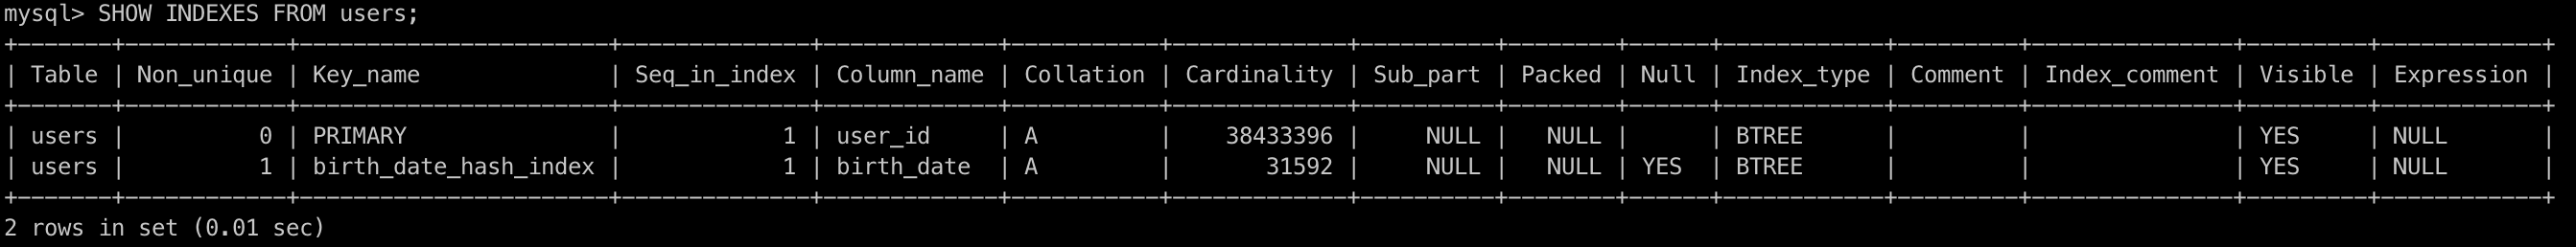 mysql> SHOW INDEXES FROM users;
+-------+------------+----------------------+--------------+-------------+-----------+-------------+----------+--------+------+------------+---------+---------------+---------+------------+
| Table | Non_unique | Key_name             | Seq_in_index | Column_name | Collation | Cardinality | Sub_part | Packed | Null | Index_type | Comment | Index_comment | Visible | Expression |
+-------+------------+----------------------+--------------+-------------+-----------+-------------+----------+--------+------+------------+---------+---------------+---------+------------+
| users |          0 | PRIMARY              |            1 | user_id     | A         |    38433396 |     NULL |   NULL |      | BTREE      |         |               | YES     | NULL       |
| users |          1 | birth_date_hash_index |            1 | birth_date  | A         |       31592 |     NULL |   NULL | YES  | BTREE      |         |               | YES     | NULL       |
+-------+------------+----------------------+--------------+-------------+-----------+-------------+----------+--------+------+------------+---------+---------------+---------+------------+
2 rows in set (0.01 sec)